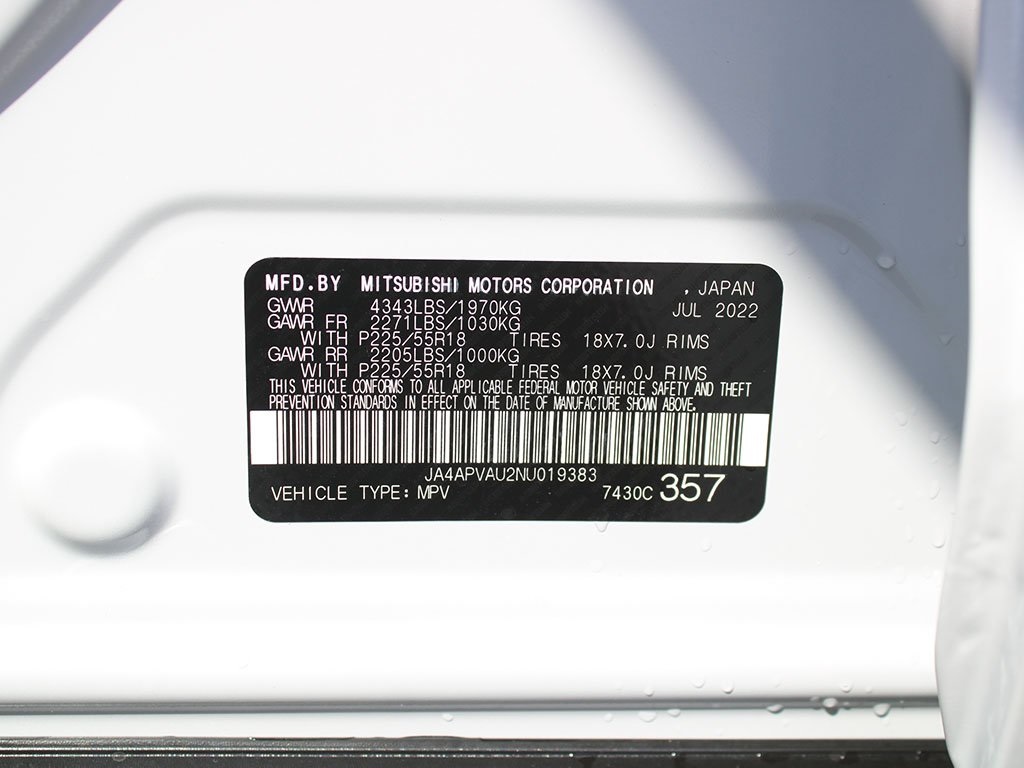 MFD.BY MITSUBISHI MOTORS CORPORATION , JAPAN
GVWR 4343LBS/1970KG JUL 2022
GAWR FR 2271LBS/1030KG
WITH P225/55R18 TIRES 18X7.0J RIMS
GAWR RR 2205LBS/1000KG
WITH P225/55R18 TIRES 18X7.0J RIMS
THIS VEHICLE CONFORMS TO ALL APPLICABLE FEDERAL MOTOR VEHICLE SAFETY AND THEFT
PREVENTION STANDARDS IN EFFECT ON THE DATE OF MANUFACTURE SHOWN ABOVE.
JA4APVAU2NU019383
VEHICLE TYPE: MPV 7430C 357